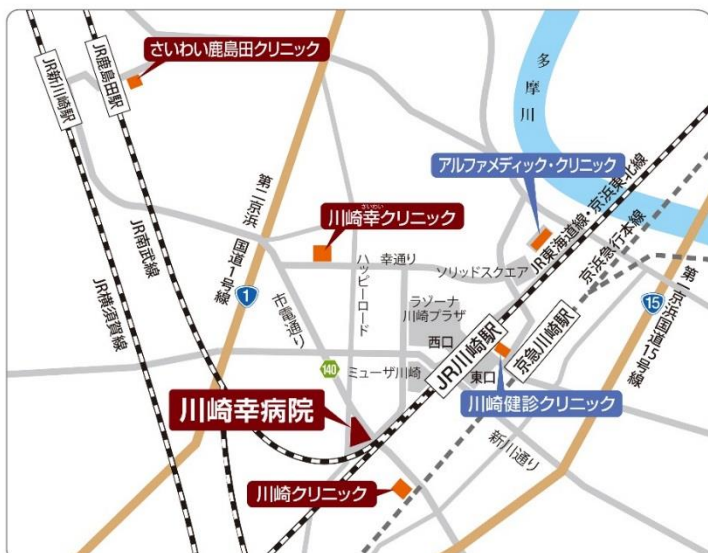 さいわい鹿島田クリニック
JR新川崎駅
JR鹿島田駅
多摩川
アルファメディック・クリニック
JR東海道線・京浜東北線
京浜急行本線
第二京浜
国道1号線
1
さいわい
川崎幸クリニック
幸通り
ハッピーロード
ソリッドスクエア
JR南武線
JR横須賀線
市電通り
ラゾーナ
川崎プラザ
西口
JR川崎駅
京急川崎駅
15
第一京浜国道15号線
140
ミューザ川崎
東口
川崎健診クリニック
川崎幸病院
新川通り
川崎クリニック